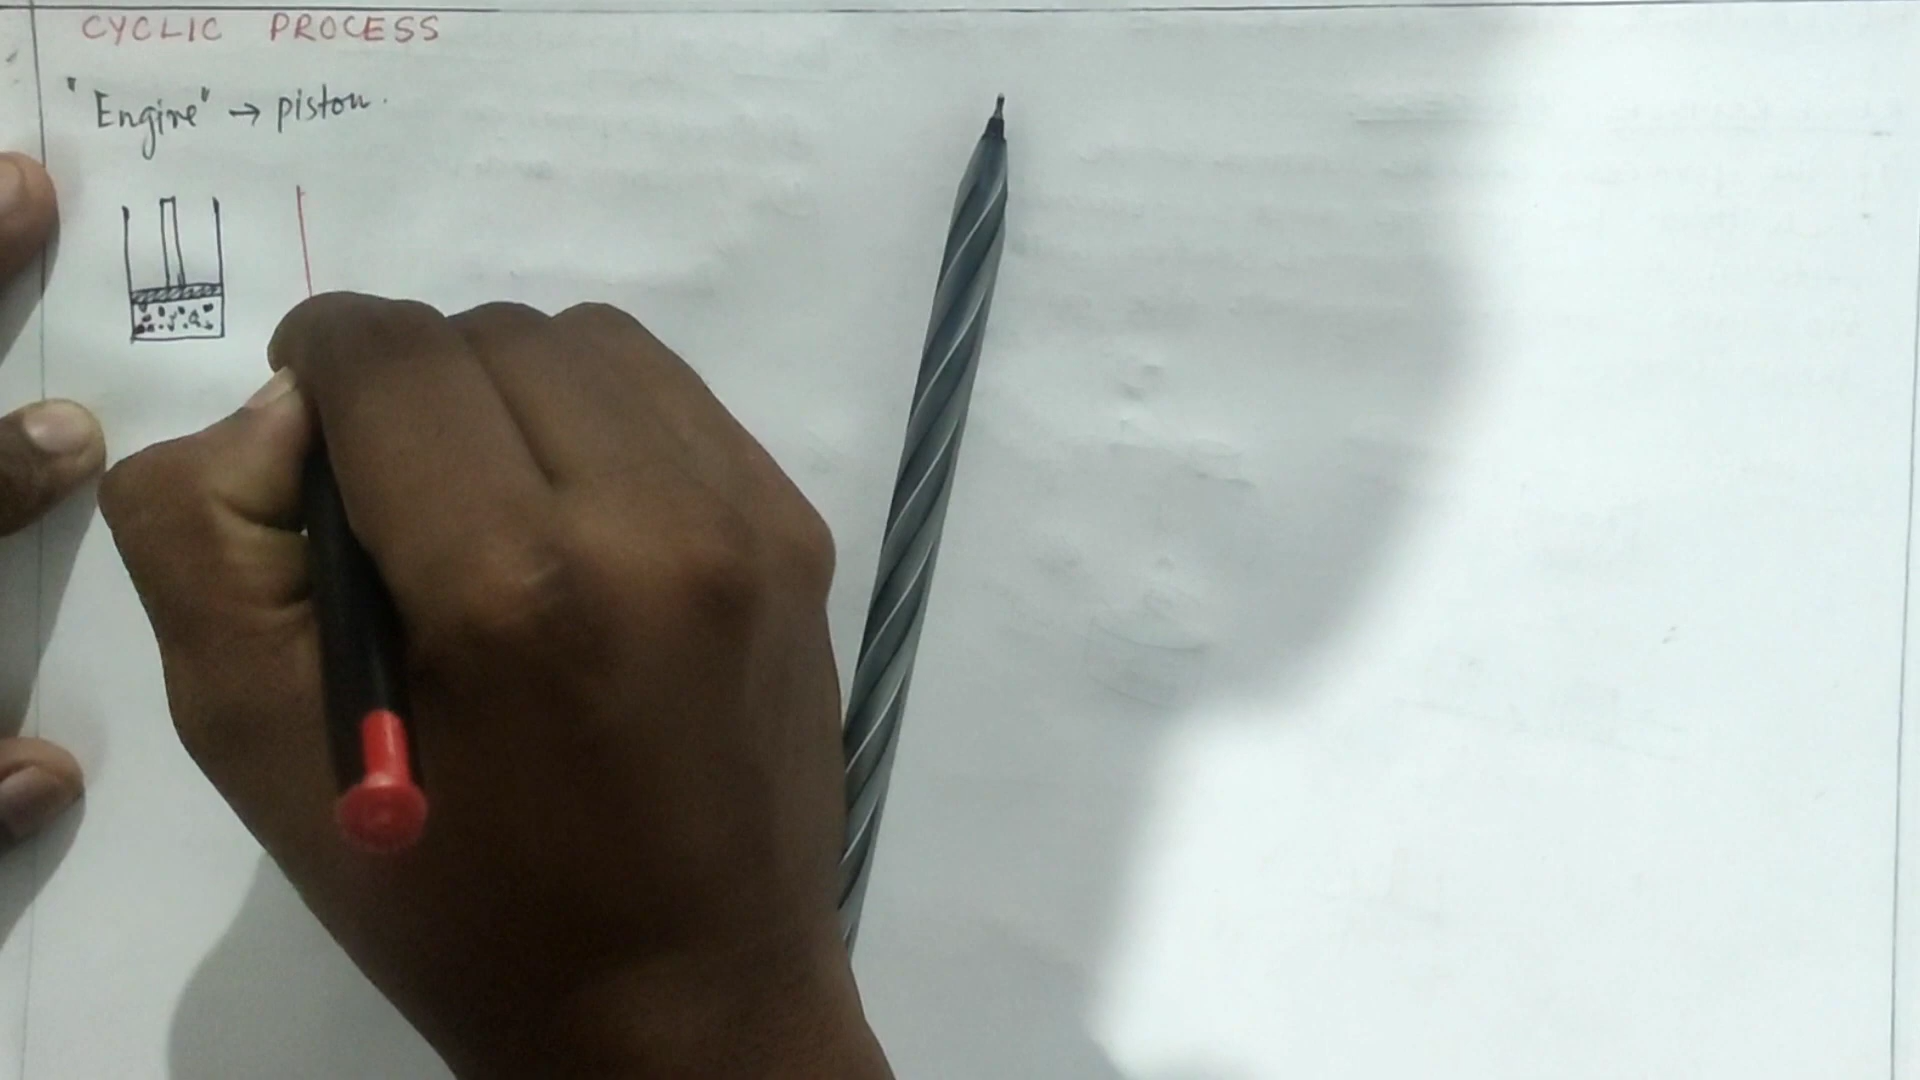 CYCLIC PROCESS
"Engine" → piston.